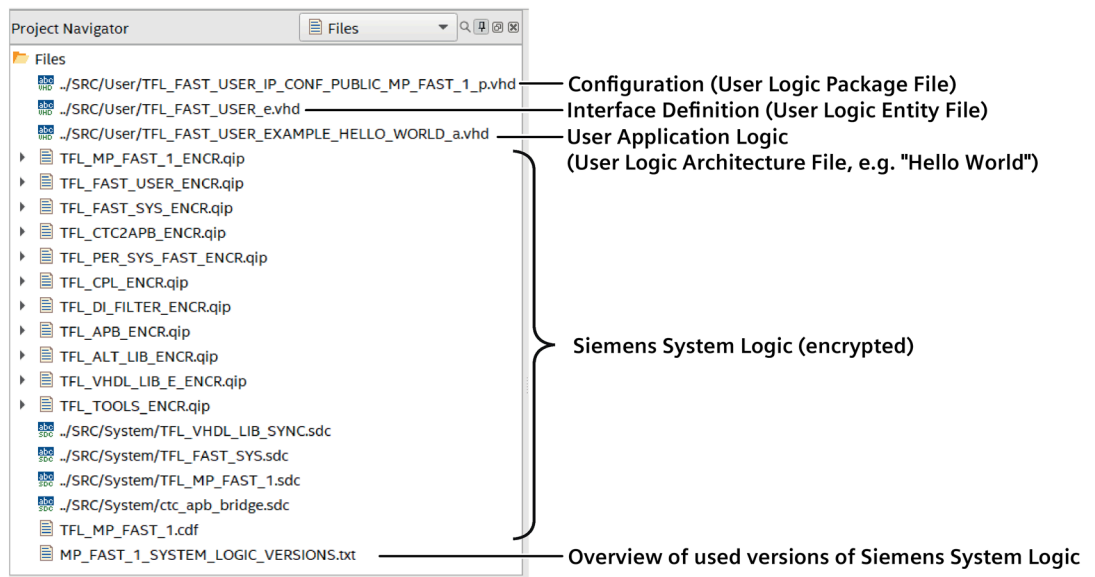 Project Navigator
Files
Files
../SRC/User/TFL_FAST_USER_IP_CONF_PUBLIC_MP_FAST_1_p.vhd
Configuration (User Logic Package File)
../SRC/User/TFL_FAST_USER_e.vhd
Interface Definition (User Logic Entity File)
../SRC/User/TFL_FAST_USER_EXAMPLE_HELLO_WORLD_a.vhd
User Application Logic
(User Logic Architecture File, e.g. "Hello World")
TFL_MP_FAST_1_ENCR.qip
TFL_FAST_USER_ENCR.qip
TFL_FAST_SYS_ENCR.qip
TFL_CTC2APB_ENCR.qip
TFL_PER_SYS_FAST_ENCR.qip
TFL_CPL_ENCR.qip
TFL_DI_FILTER_ENCR.qip
TFL_APB_ENCR.qip
TFL_ALT_LIB_ENCR.qip
TFL_VHDL_LIB_E_ENCR.qip
TFL_TOOLS_ENCR.qip
../SRC/System/TFL_VHDL_LIB_SYNC.sdc
../SRC/System/TFL_FAST_SYS.sdc
../SRC/System/TFL_MP_FAST_1.sdc
../SRC/System/ctc_apb_bridge.sdc
TFL_MP_FAST_1.cdf
Siemens System Logic (encrypted)
MP_FAST_1_SYSTEM_LOGIC_VERSIONS.txt
Overview of used versions of Siemens System Logic